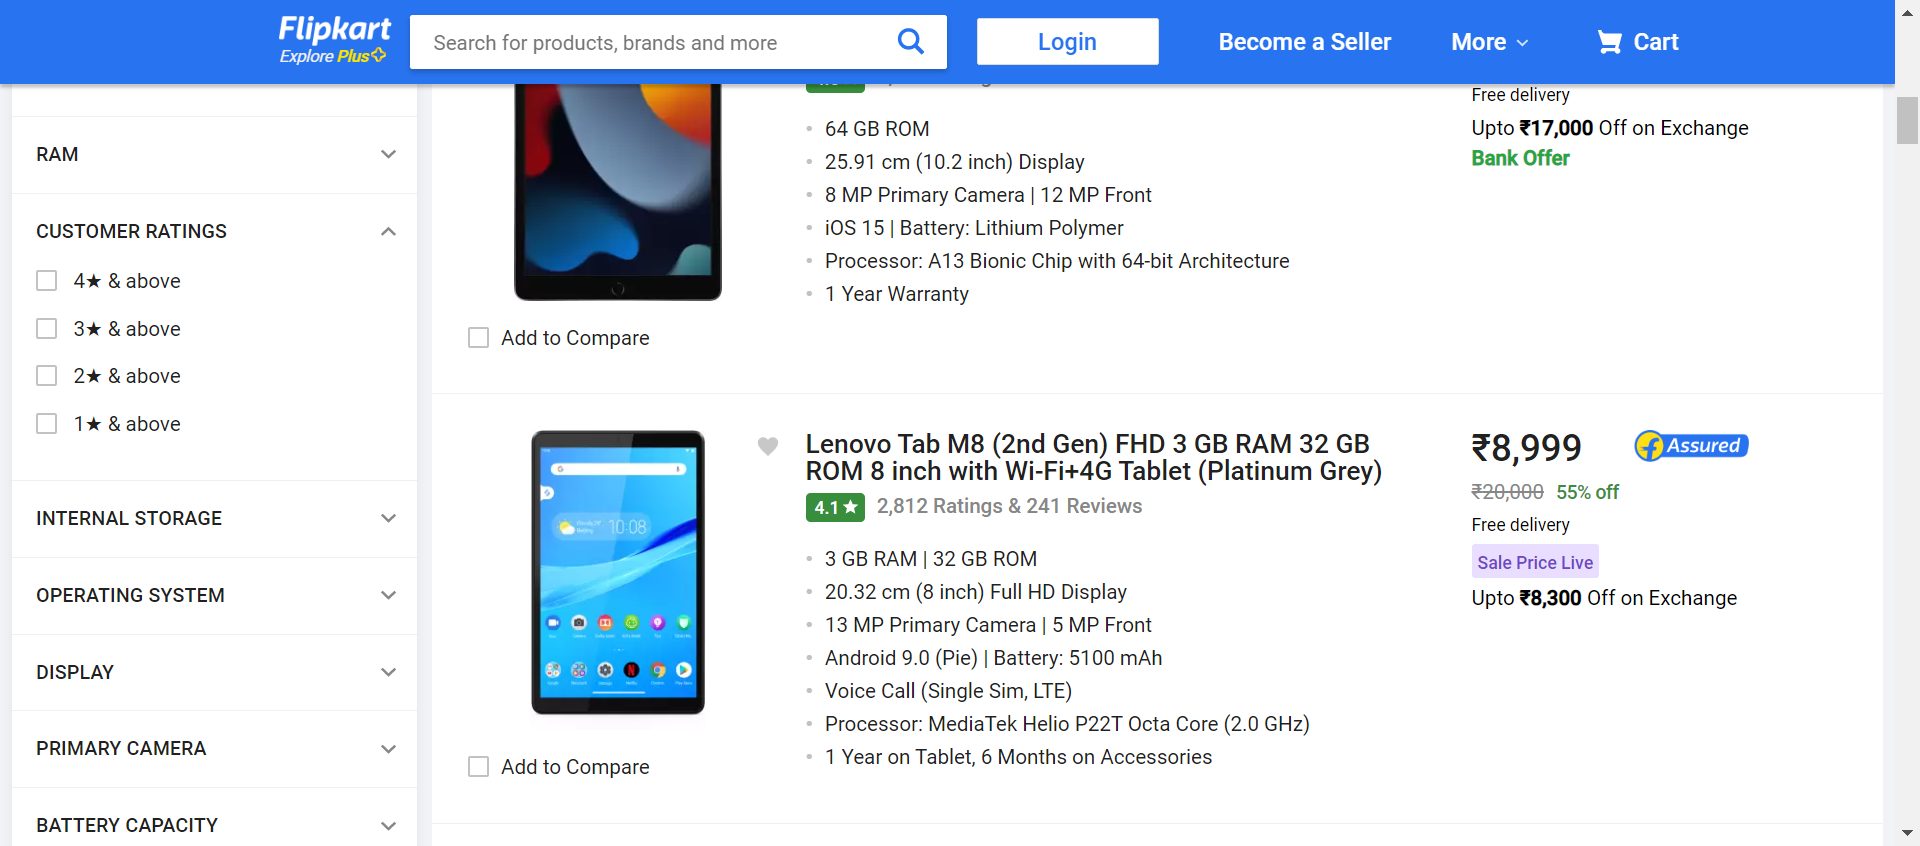 Flipkart
Explore Plus
Search for products, brands and more
Login
Become a Seller
More
Cart
RAM
CUSTOMER RATINGS
4★ & above
3★ & above
2★ & above
1★ & above
INTERNAL STORAGE
OPERATING SYSTEM
DISPLAY
PRIMARY CAMERA
BATTERY CAPACITY
64 GB ROM
25.91 cm (10.2 inch) Display
8 MP Primary Camera | 12 MP Front
iOS 15 | Battery: Lithium Polymer
Processor: A13 Bionic Chip with 64-bit Architecture
1 Year Warranty
Free delivery
Upto ₹17,000 Off on Exchange
Bank Offer
Add to Compare
10:08
Lenovo Tab M8 (2nd Gen) FHD 3 GB RAM 32 GB
ROM 8 inch with Wi-Fi+4G Tablet (Platinum Grey)
4.1★ 2,812 Ratings & 241 Reviews
3 GB RAM | 32 GB ROM
20.32 cm (8 inch) Full HD Display
13 MP Primary Camera | 5 MP Front
Android 9.0 (Pie) | Battery: 5100 mAh
Voice Call (Single Sim, LTE)
Processor: MediaTek Helio P22T Octa Core (2.0 GHz)
1 Year on Tablet, 6 Months on Accessories
₹8,999
Assured
₹20,000 55% off
Free delivery
Sale Price Live
Upto ₹8,300 Off on Exchange
Add to Compare